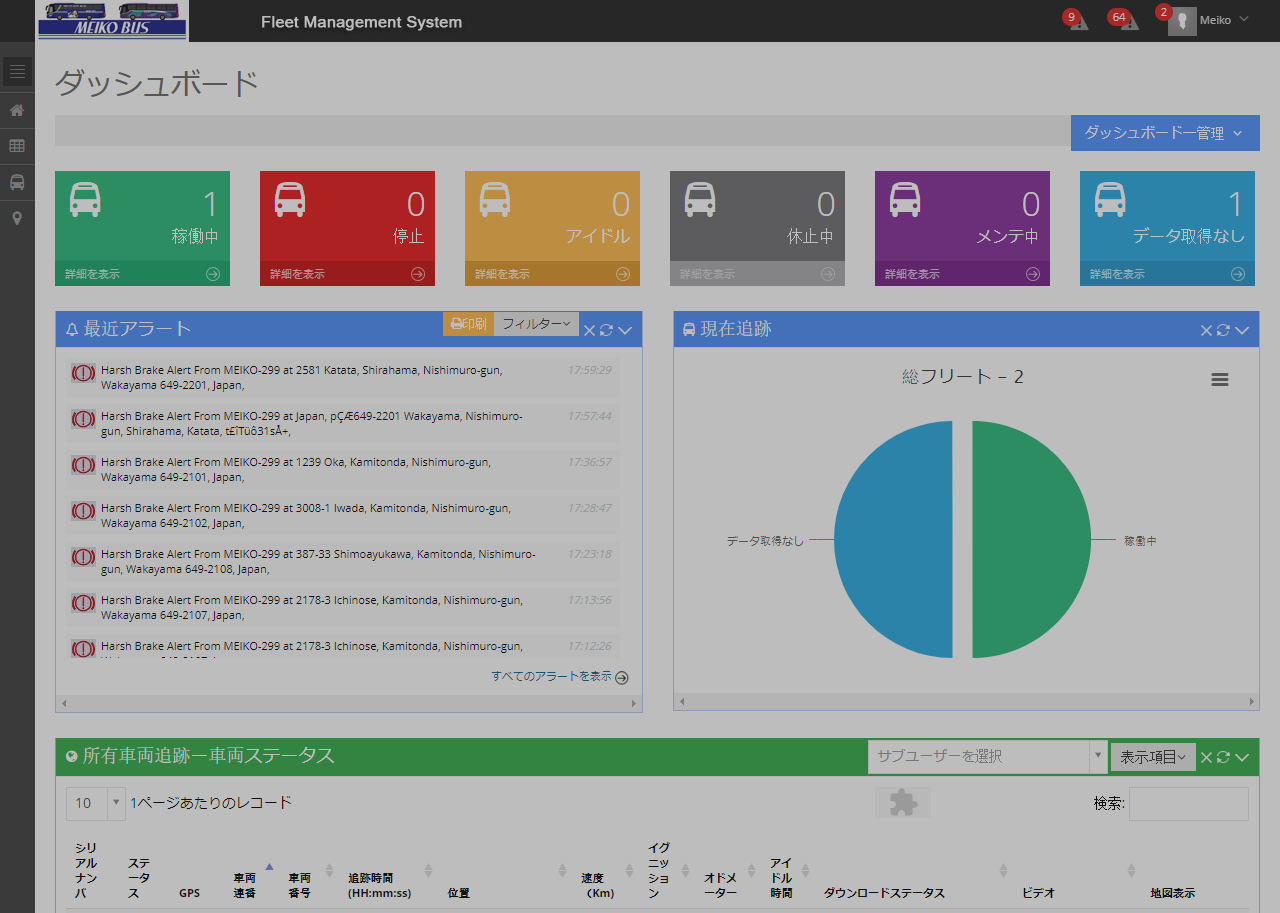 MEIKO BUS
Fleet Management System
9
64
2
Meiko
ダッシュボード
ダッシュボードー管理
1
稼働中
詳細を表示
0
停止
詳細を表示
0
アイドル
詳細を表示
0
休止中
詳細を表示
0
メンテ中
詳細を表示
1
データ取得なし
詳細を表示
最近アラート
印刷
フィルター
Harsh Brake Alert From MEIKO-299 at 2581 Katata, Shirahama, Nishimuro-gun,
Wakayama 649-2201, Japan,
17:59:29
Harsh Brake Alert From MEIKO-299 at Japan, pÇÆ649-2201 Wakayama, Nishimuro-
gun, Shirahama, Katata, t£ÎTüô31sÅ+,
17:57:44
Harsh Brake Alert From MEIKO-299 at 1239 Oka, Kamitonda, Nishimuro-gun,
Wakayama 649-2101, Japan,
17:36:57
Harsh Brake Alert From MEIKO-299 at 3008-1 Iwada, Kamitonda, Nishimuro-gun,
Wakayama 649-2102, Japan,
17:28:47
Harsh Brake Alert From MEIKO-299 at 387-33 Shimoayukawa, Kamitonda, Nishimuro-
gun, Wakayama 649-2108, Japan,
17:23:18
Harsh Brake Alert From MEIKO-299 at 2178-3 Ichinose, Kamitonda, Nishimuro-gun,
Wakayama 649-2107, Japan,
17:13:56
Harsh Brake Alert From MEIKO-299 at 2178-3 Ichinose, Kamitonda, Nishimuro-gun,
17:12:26
すべてのアラートを表示
現在追跡
総フリート – 2
データ取得なし
稼働中
所有車両追跡ー車両ステータス
サブユーザーを選択
表示項目
10
1ページあたりのレコード
検索:
シリ
アル
ナン
バ
ステ
ータ
ス
GPS
車両
連番
車両
番号
追跡時間
(HH:mm:ss)
位置
速度
(Km)
イグ
ニッ
ショ
ン
オドメ
ーター
アイ
ドル
時間
ダウンロードステータス
ビデオ
地図表示